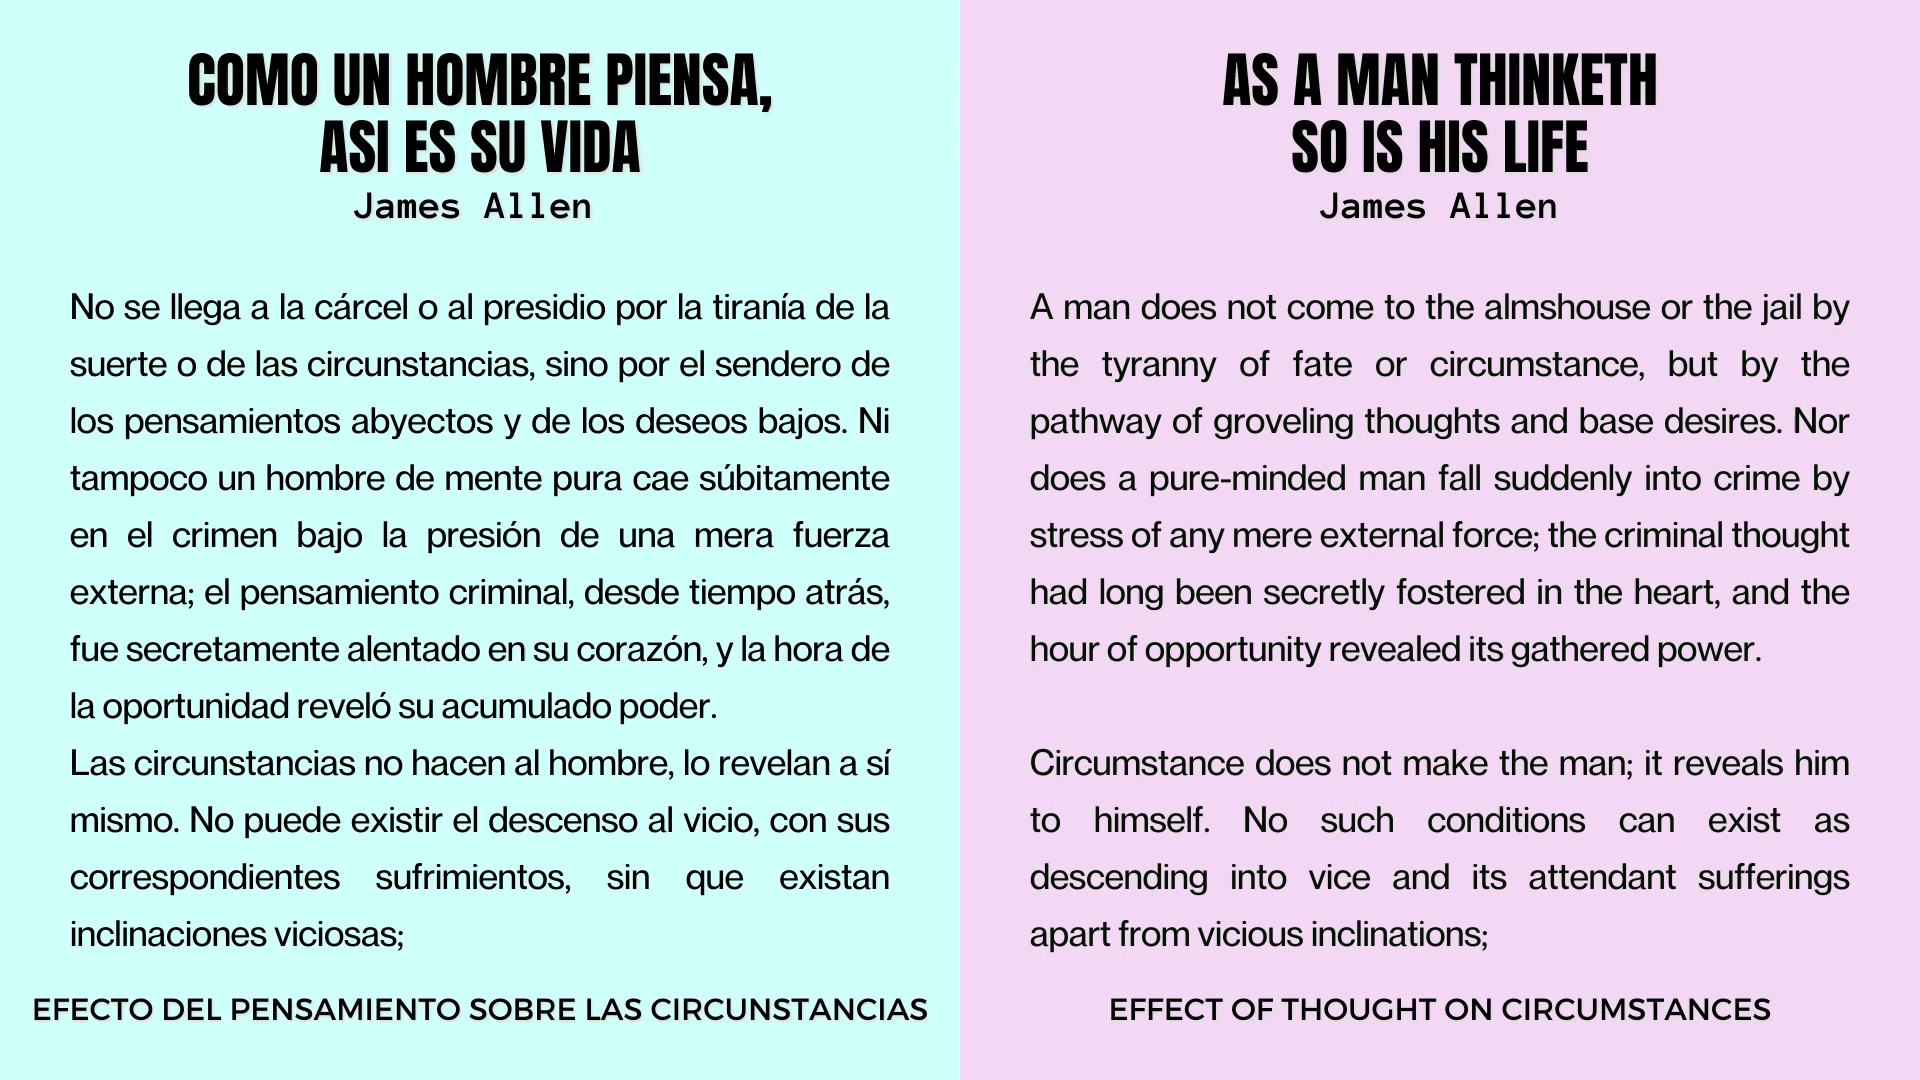 COMO UN HOMBRE PIENSA,
ASI ES SU VIDA
James Allen
No se llega a la cárcel o al presidio por la tiranía de la
suerte o de las circunstancias, sino por el sendero de
los pensamientos abyectos y de los deseos bajos. Ni
tampoco un hombre de mente pura cae súbitamente
en el crimen bajo la presión de una mera fuerza
externa; el pensamiento criminal, desde tiempo atrás,
fue secretamente alentado en su corazón, y la hora de
la oportunidad reveló su acumulado poder.
Las circunstancias no hacen al hombre, lo revelan a sí
mismo. No puede existir el descenso al vicio, con sus
correspondientes sufrimientos, sin que existan
inclinaciones viciosas;
EFECTO DEL PENSAMIENTO SOBRE LAS CIRCUNSTANCIAS
AS A MAN THINKETH
SO IS HIS LIFE
James Allen
A man does not come to the almshouse or the jail by
the tyranny of fate or circumstance, but by the
pathway of groveling thoughts and base desires. Nor
does a pure-minded man fall suddenly into crime by
stress of any mere external force; the criminal thought
had long been secretly fostered in the heart, and the
hour of opportunity revealed its gathered power.
Circumstance does not make the man; it reveals him
to himself. No such conditions can exist as
descending into vice and its attendant sufferings
apart from vicious inclinations;
EFFECT OF THOUGHT ON CIRCUMSTANCES